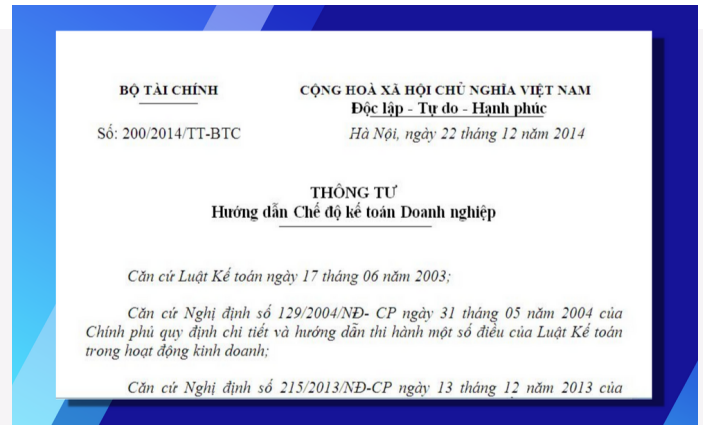 BỘ TÀI CHÍNH
CỘNG HOÀ XÃ HỘI CHỦ NGHĨA VIỆT NAM
Độc lập - Tự do - Hạnh phúc
Số: 200/2014/TT-BTC
Hà Nội, ngày 22 tháng 12 năm 2014
THÔNG TƯ
Hướng dẫn Chế độ kế toán Doanh nghiệp
Căn cứ Luật Kế toán ngày 17 tháng 06 năm 2003;
Căn cứ Nghị định số 129/2004/NĐ- CP ngày 31 tháng 05 năm 2004 của
Chính phủ quy định chi tiết và hướng dẫn thi hành một số điều của Luật Kế toán
trong hoạt động kinh doanh;
Căn cứ Nghị định số 215/2013/NĐ-CP ngày 13 tháng 12 năm 2013 của